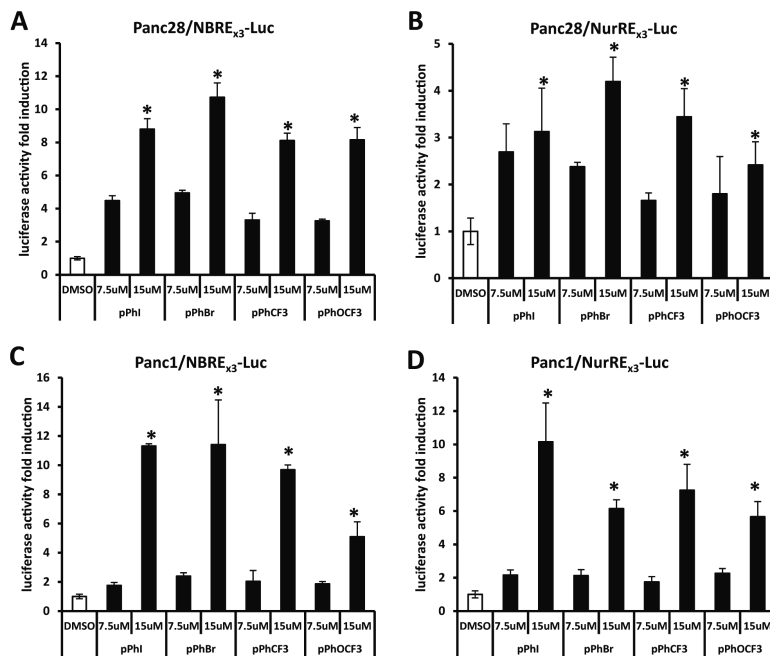 A
Panc28/NBREx3-Luc
luciferase activity fold induction
14
12
10
8
6
4
2
0
* * * *
DMSO 7.5uM 15uM 7.5uM 15uM 7.5uM 15uM 7.5uM 15uM
pPhI pPhBr pPhCF3 pPhOCF3
B
Panc28/NurREx3-Luc
luciferase activity fold induction
5
4
3
2
1
0
* * * *
DMSO 7.5uM 15uM 7.5uM 15uM 7.5uM 15uM 7.5uM 15uM
pPhI pPhBr pPhCF3 pPhOCF3
C
Panc1/NBREx3-Luc
luciferase activity fold induction
16
14
12
10
8
6
4
2
0
* * * *
DMSO 7.5uM 15uM 7.5uM 15uM 7.5uM 15uM 7.5uM 15uM
pPhI pPhBr pPhCF3 pPhOCF3
D
Panc1/NurREx3-Luc
luciferase activity fold induction
14
12
10
8
6
4
2
0
* * * *
DMSO 7.5uM 15uM 7.5uM 15uM 7.5uM 15uM 7.5uM 15uM
pPhI pPhBr pPhCF3 pPhOCF3